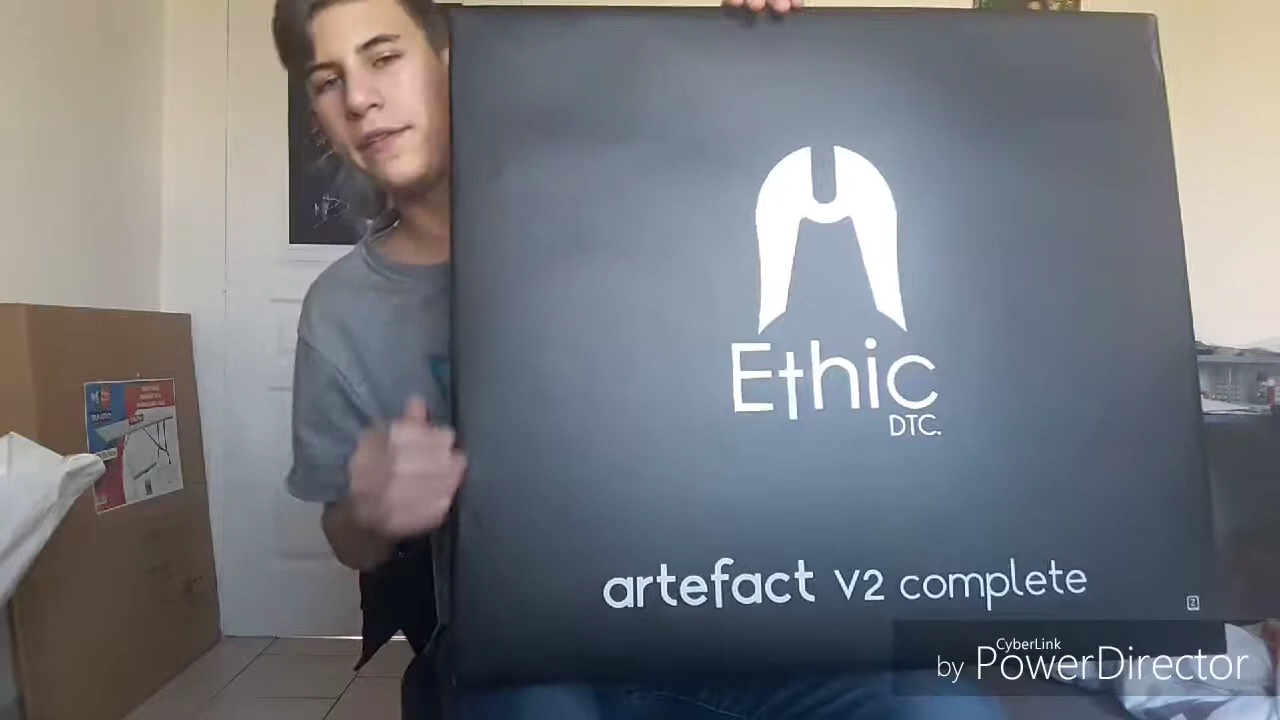 Ethic
DTC.
artefact v2 complete
CyberLink
by PowerDirector